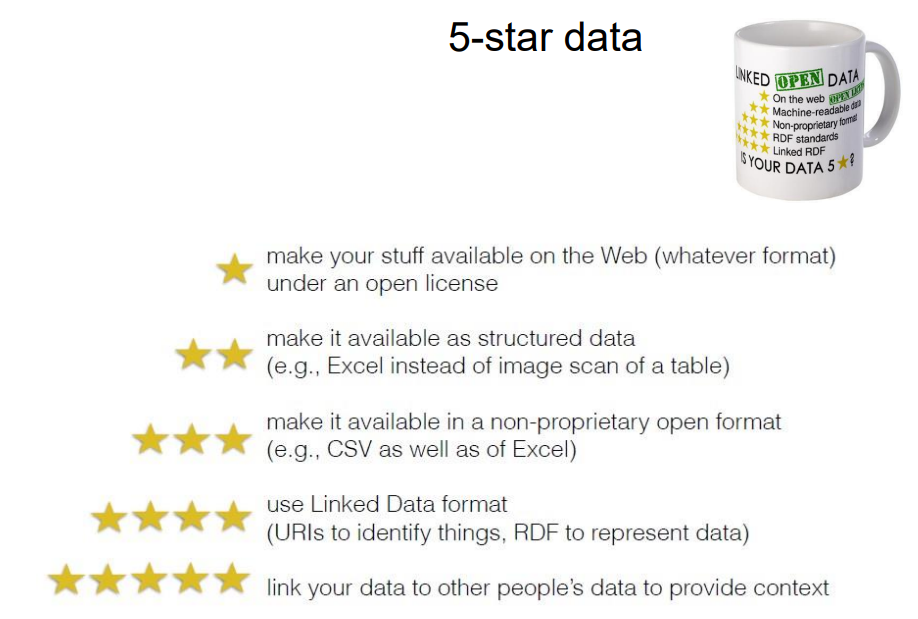 5-star data
LINKED OPEN DATA
On the web OPEN
Machine-readable data
Non-proprietary format
RDF standards
Linked RDF
IS YOUR DATA 5 ?
make your stuff available on the Web (whatever format)
under an open license
make it available as structured data
(e.g., Excel instead of image scan of a table)
make it available in a non-proprietary open format
(e.g., CSV as well as of Excel)
use Linked Data format
(URIs to identify things, RDF to represent data)
link your data to other people’s data to provide context